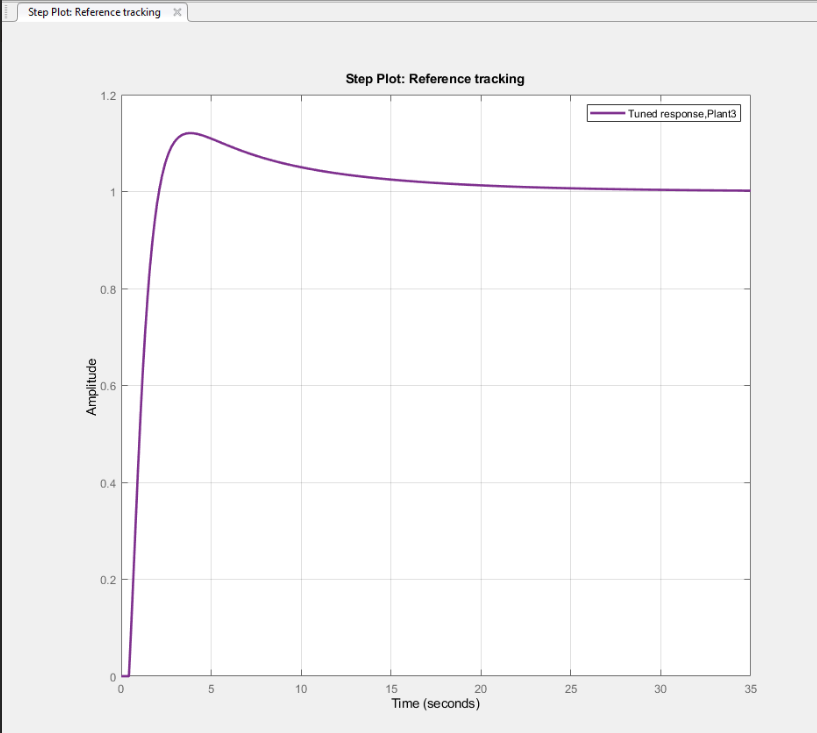 Step Plot: Reference tracking
Step Plot: Reference tracking
Tuned response,Plant3
1.2
1
0.8
0.6
0.4
0.2
0
Amplitude
0 5 10 15 20 25 30 35
Time (seconds)